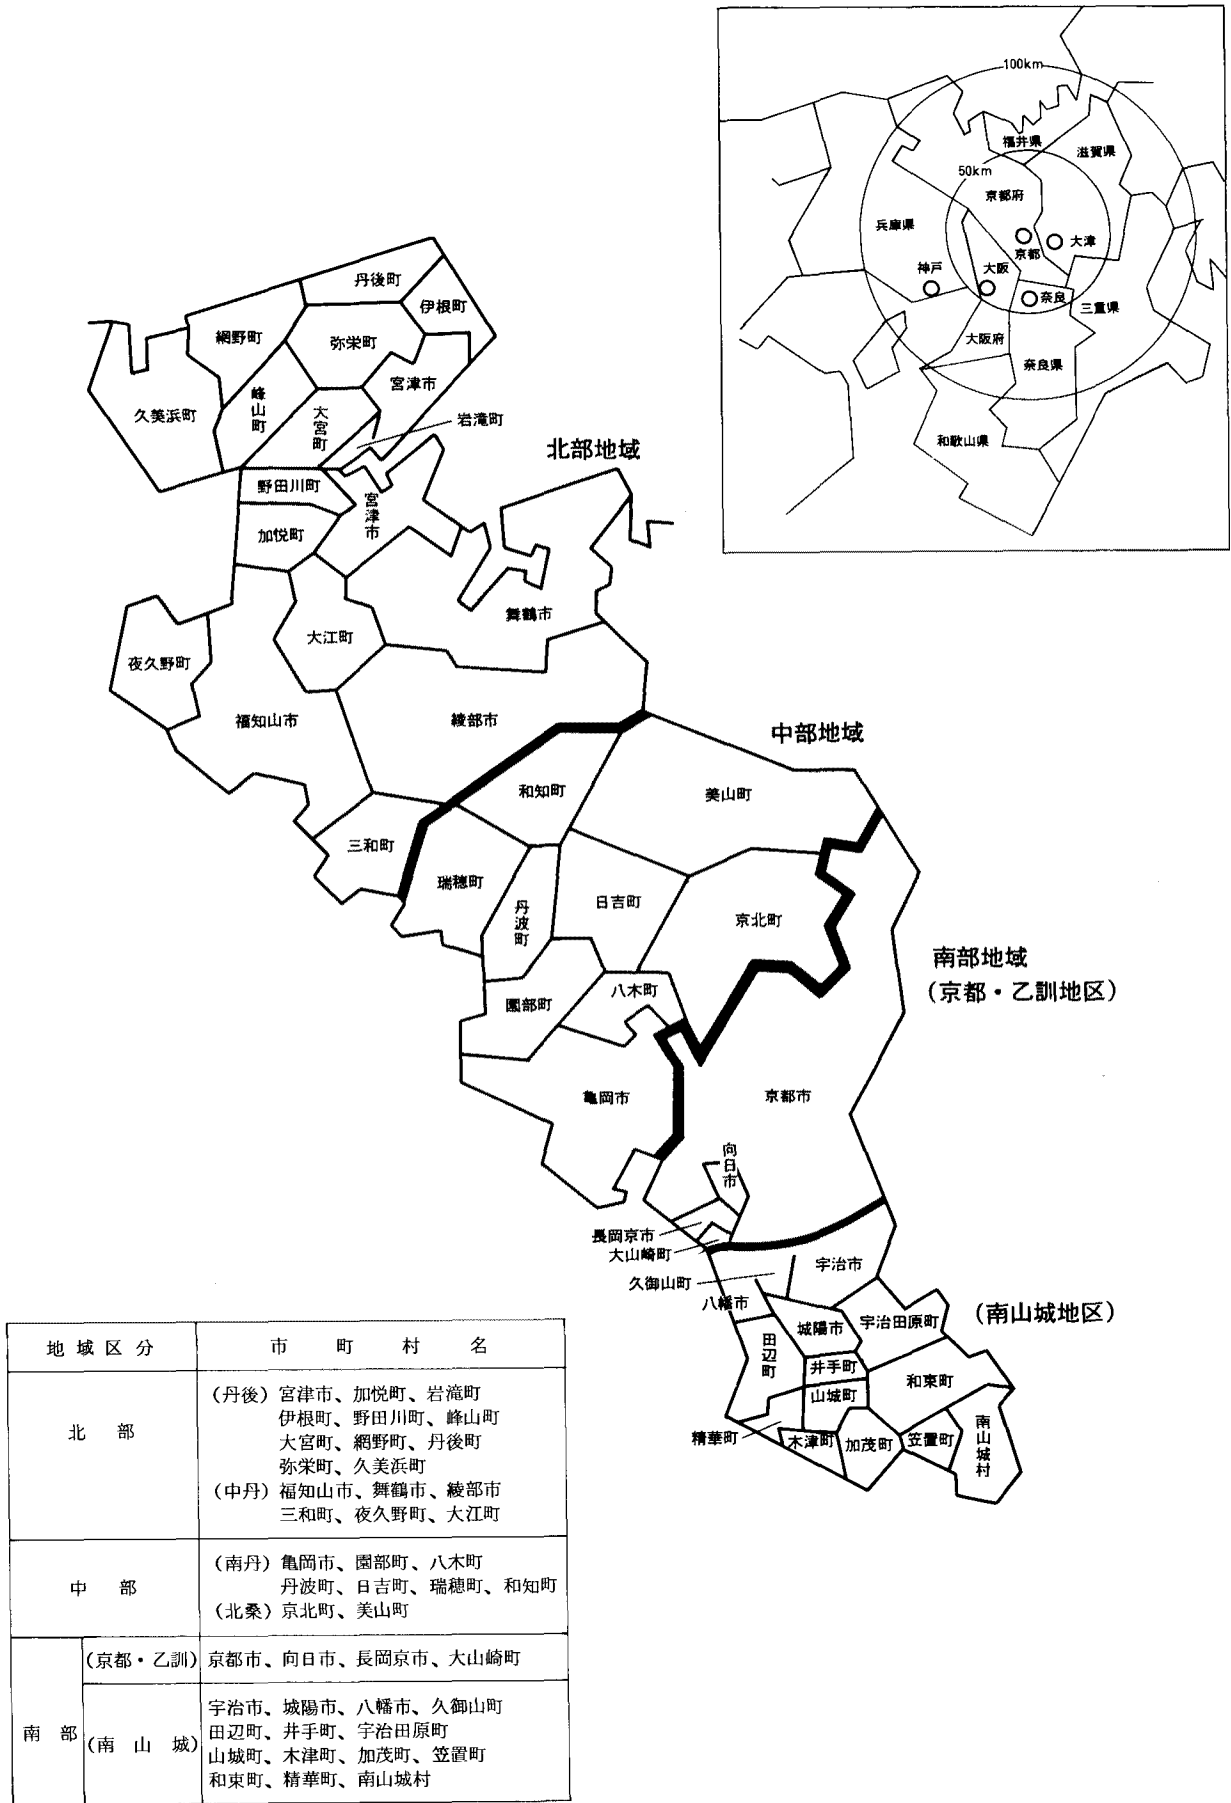 100km
福井県
滋賀県
50km
京都府
兵庫県
京都
大津
神戸
大阪
奈良
三重県
大阪府
奈良県
和歌山県
丹後町
伊根町
網野町
弥栄町
宮津市
峰山町
久美浜町
大宮町
岩滝町
北部地域
野田川町
宮津市
加悦町
舞鶴市
大江町
夜久野町
福知山市
綾部市
中部地域
和知町
美山町
三和町
瑞穂町
丹波町
日吉町
京北町
南部地域
(京都・乙訓地区)
八木町
園部町
亀岡市
京都市
向日市
長岡京市
大山崎町
宇治市
久御山町
八幡市
(南山城地区)
城陽市
宇治田原町
田辺町
井手町
和束町
山城町
精華町
木津町
加茂町
笠置町
南山城村
地域区分 市町村名
北部 (丹後) 宮津市、加悦町、岩滝町
伊根町、野田川町、峰山町
大宮町、網野町、丹後町
弥栄町、久美浜町
(中丹) 福知山市、舞鶴市、綾部市
三和町、夜久野町、大江町
中部 (南丹) 亀岡市、園部町、八木町
丹波町、日吉町、瑞穂町、和知町
(北桑) 京北町、美山町
南部 (京都・乙訓) 京都市、向日市、長岡京市、大山崎町
(南山城) 宇治市、城陽市、八幡市、久御山町
田辺町、井手町、宇治田原町
山城町、木津町、加茂町、笠置町
和束町、精華町、南山城村